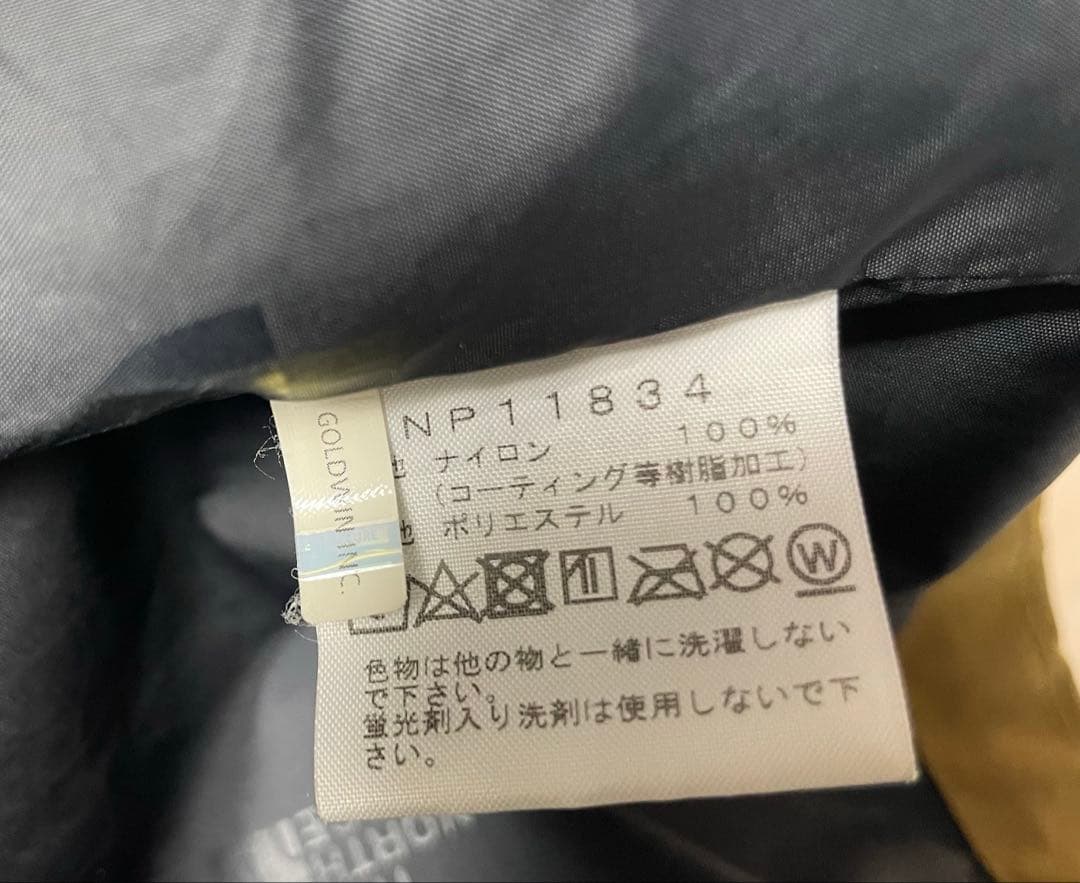 NP11834
ナイロン 100%
(コーティング等樹脂加工)
ポリエステル 100%
W
色物は他の物と一緒に洗濯しない
で下さい。
蛍光剤入り洗剤は使用しないで下
さい。
GOLDWIN INC.
NORTH